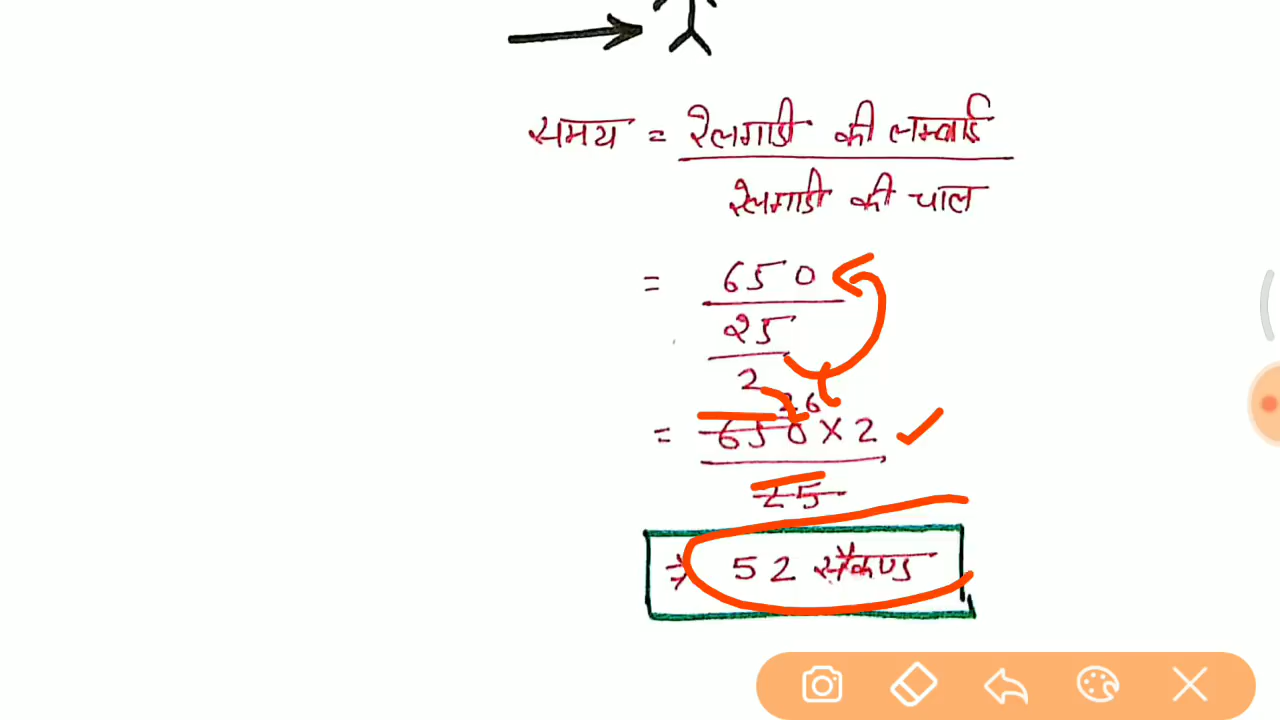 समय = रेलगाडी की लम्बाई
रेलगाडी की चाल
= 650
25
2
26
= 650 X 2
25
⇒ 52 सेकण्ड